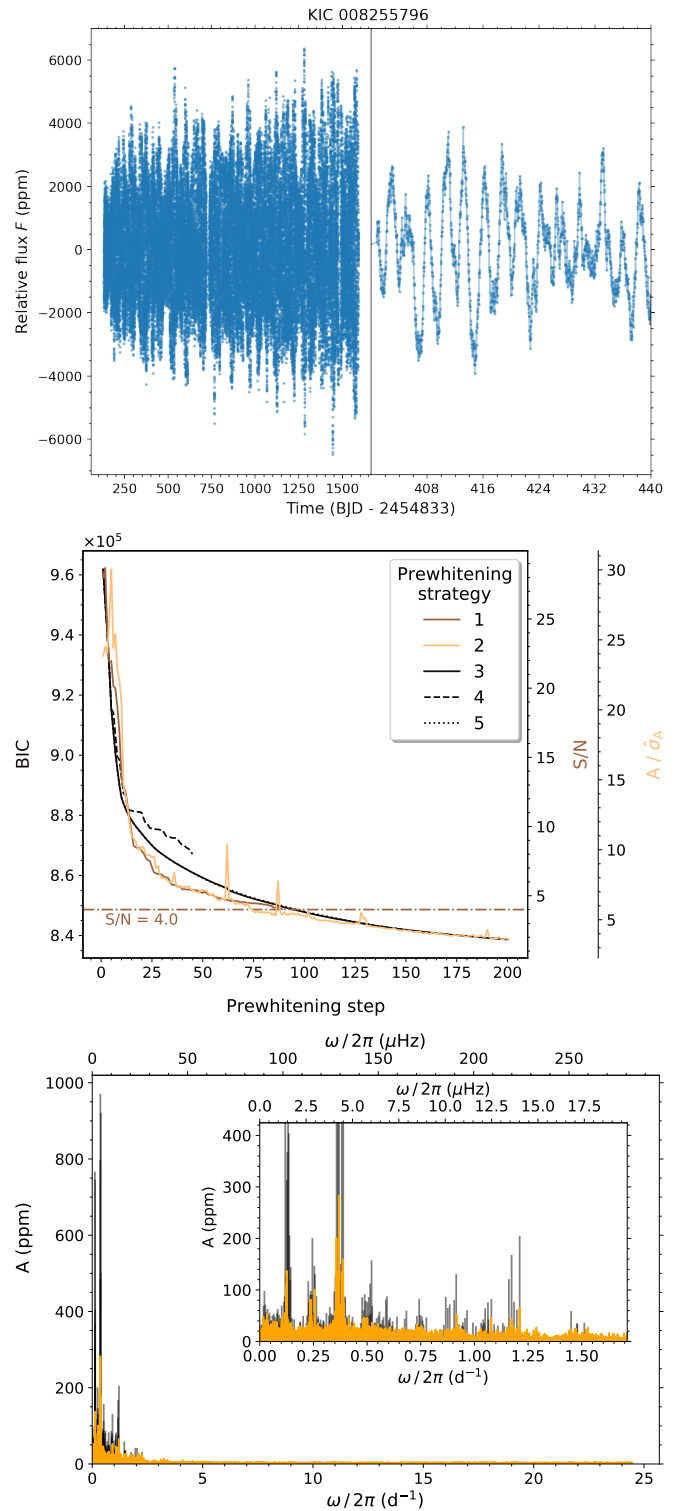 KIC 008255796
6000
4000
2000
0
−2000
−4000
−6000
Relative flux F (ppm)
250 500 750 1000 1250 1500 408 416 424 432 440
Time (BJD - 2454833)
×10⁵
9.6
9.4
9.2
9.0
8.8
8.6
8.4
BIC
Prewhitening
strategy
1
2
3
4
5
25
20
15
10
5
S/N
30
25
20
15
10
5
A / σ̂_A
S/N = 4.0
0 25 50 75 100 125 150 175 200
Prewhitening step
ω/2π (μHz)
0 50 100 150 200 250
1000
800
600
400
200
0
A (ppm)
ω/2π (μHz)
0.0 2.5 5.0 7.5 10.0 12.5 15.0 17.5
400
300
200
100
0
A (ppm)
0.00 0.25 0.50 0.75 1.00 1.25 1.50
ω/2π (d⁻¹)
0 5 10 15 20 25
ω/2π (d⁻¹)